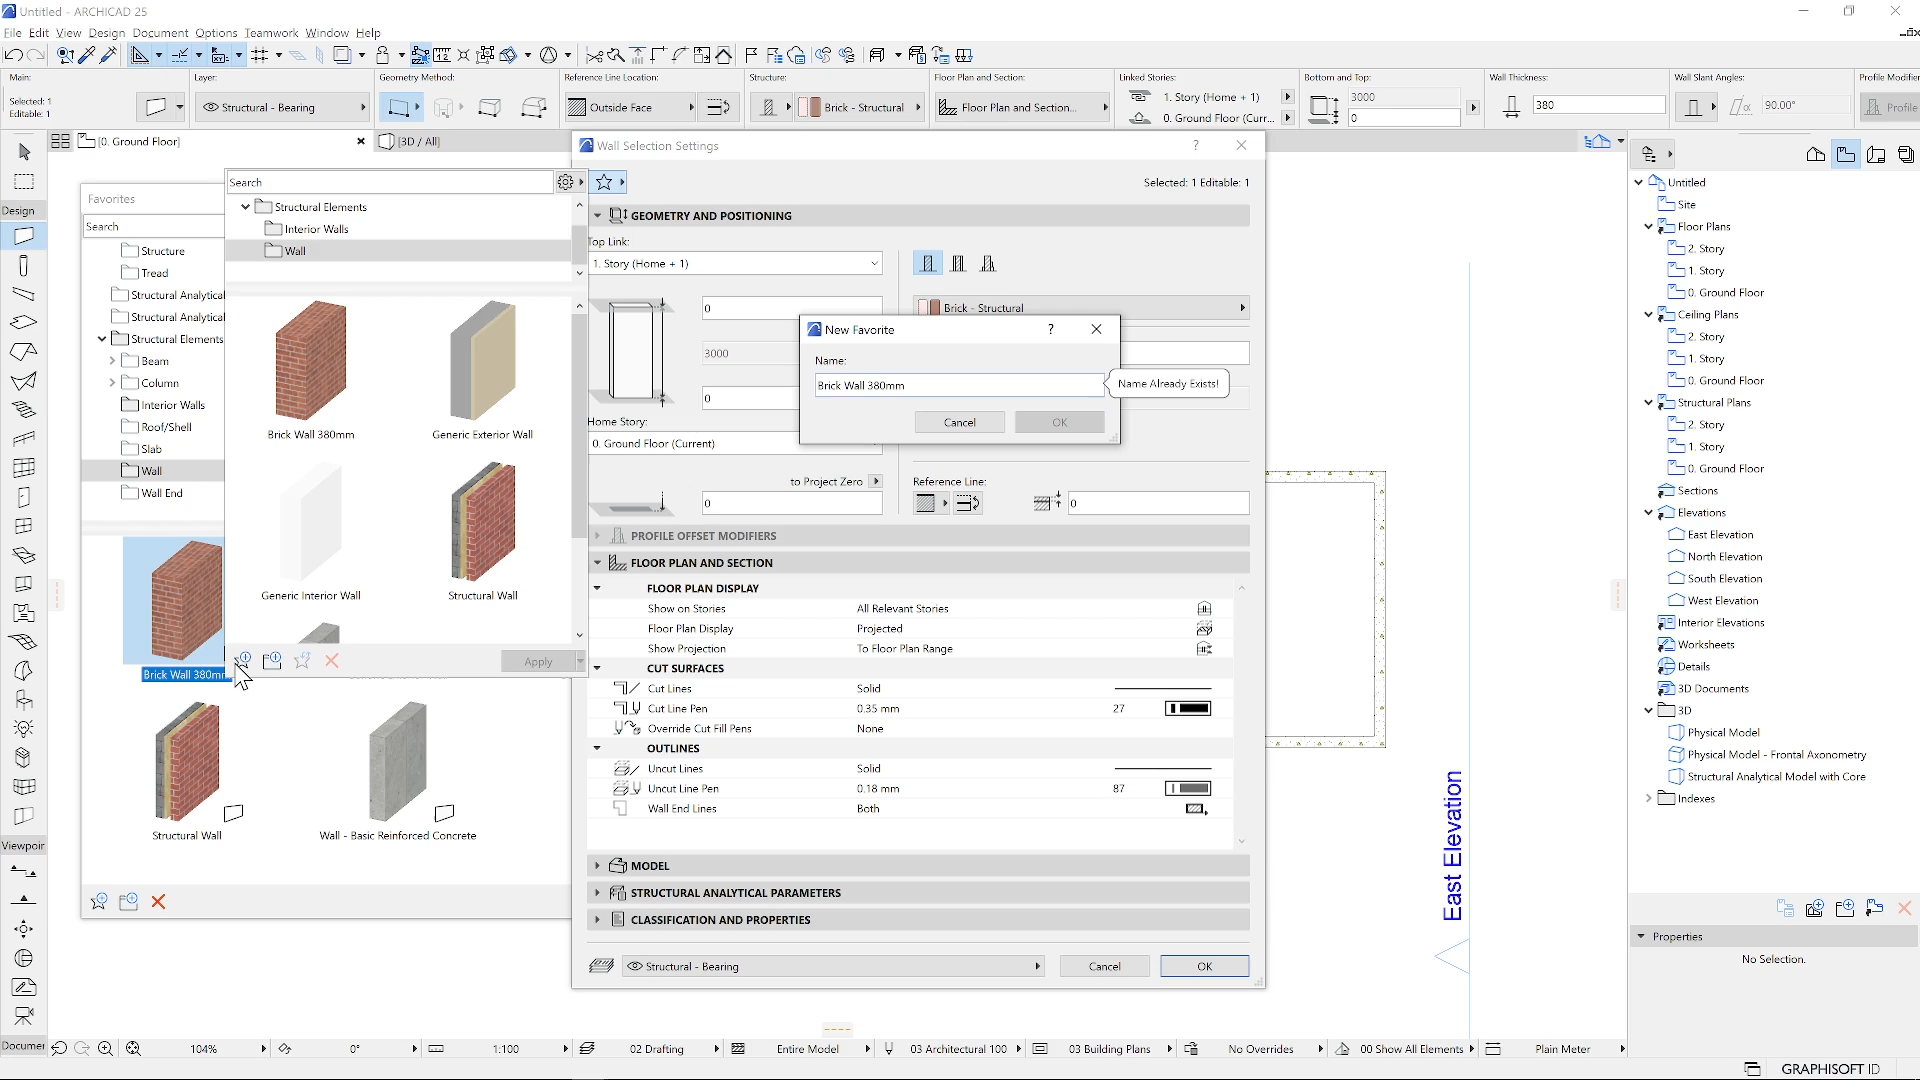 Untitled - ARCHICAD 25
File Edit View Design Document Options Teamwork Window Help
Main:
Selected: 1
Editable: 1
Layer:
Structural - Bearing
Geometry Method:
Reference Line Location:
Outside Face
Structure:
Brick - Structural
Floor Plan and Section:
Floor Plan and Section...
Linked Stories:
1. Story (Home + 1)
0. Ground Floor (Curr...
Bottom and Top:
3000
0
Wall Thickness:
380
Wall Slant Angles:
90.00°
Profile Modifier
Profile
[0. Ground Floor]
[3D / All]
Design
Viewpoir
Documer
Favorites
Search
Structure
Tread
Structural Analytical
Structural Analytical
Structural Elements
Beam
Column
Interior Walls
Roof/Shell
Slab
Wall
Wall End
Brick Wall 380mm
Structural Wall
Wall - Basic Reinforced Concrete
Search
Structural Elements
Interior Walls
Wall
Brick Wall 380mm
Generic Exterior Wall
Generic Interior Wall
Structural Wall
Apply
Wall Selection Settings
?
Selected: 1 Editable: 1
GEOMETRY AND POSITIONING
Top Link:
1. Story (Home + 1)
0
3000
0
Home Story:
0. Ground Floor (Current)
to Project Zero
0
Brick - Structural
Reference Line:
0
New Favorite
?
Name:
Brick Wall 380mm
Name Already Exists!
Cancel
OK
PROFILE OFFSET MODIFIERS
FLOOR PLAN AND SECTION
FLOOR PLAN DISPLAY
Show on Stories All Relevant Stories
Floor Plan Display Projected
Show Projection To Floor Plan Range
CUT SURFACES
Cut Lines Solid
Cut Line Pen 0.35 mm 27
Override Cut Fill Pens None
OUTLINES
Uncut Lines Solid
Uncut Line Pen 0.18 mm 87
Wall End Lines Both
MODEL
STRUCTURAL ANALYTICAL PARAMETERS
CLASSIFICATION AND PROPERTIES
Structural - Bearing
Cancel
OK
East Elevation
Untitled
Site
Floor Plans
2. Story
1. Story
0. Ground Floor
Ceiling Plans
2. Story
1. Story
0. Ground Floor
Structural Plans
2. Story
1. Story
0. Ground Floor
Sections
Elevations
East Elevation
North Elevation
South Elevation
West Elevation
Interior Elevations
Worksheets
Details
3D Documents
3D
Physical Model
Physical Model - Frontal Axonometry
Structural Analytical Model with Core
Indexes
Properties
No Selection.
104%
0°
1:100
02 Drafting
Entire Model
03 Architectural 100
03 Building Plans
No Overrides
00 Show All Elements
Plain Meter
GRAPHISOFT ID